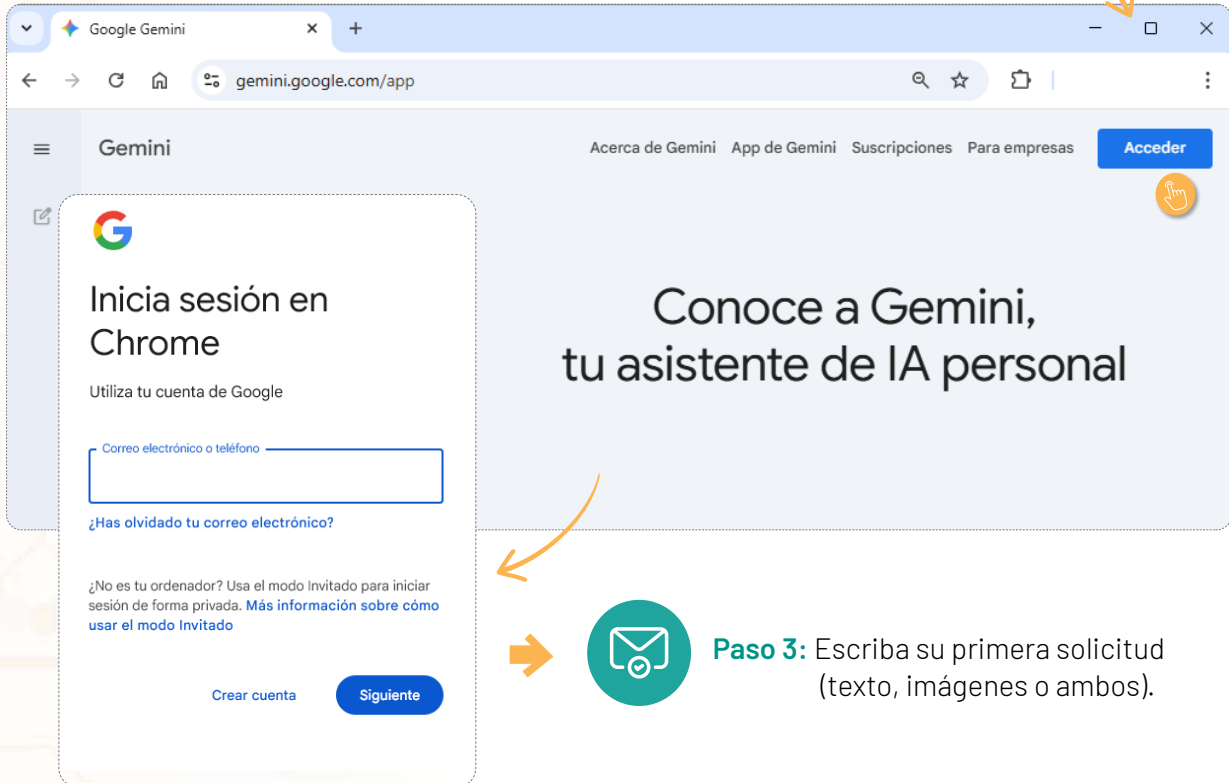 Google Gemini
gemini.google.com/app
Gemini
Acerca de Gemini App de Gemini Suscripciones Para empresas Acceder
Conoce a Gemini,
tu asistente de IA personal
Inicia sesión en
Chrome
Utiliza tu cuenta de Google
Correo electrónico o teléfono
¿Has olvidado tu correo electrónico?
¿No es tu ordenador? Usa el modo Invitado para iniciar
sesión de forma privada. Más información sobre cómo
usar el modo Invitado
Crear cuenta Siguiente
Paso 3: Escriba su primera solicitud
(texto, imágenes o ambos).